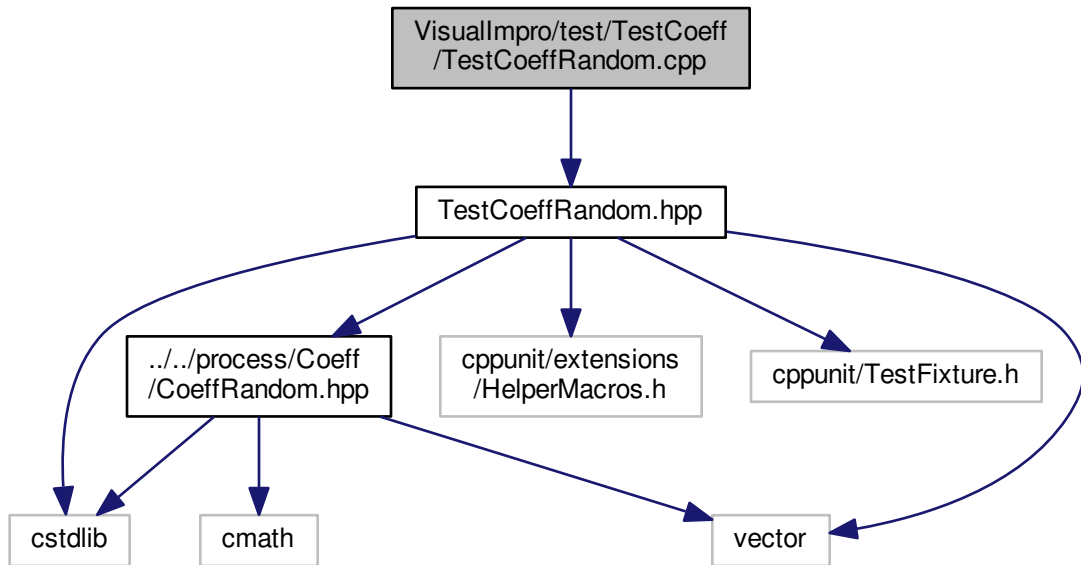 VisualImpro/test/TestCoeff
/TestCoeffRandom.cpp
TestCoeffRandom.hpp
../../process/Coeff
/CoeffRandom.hpp
cppunit/extensions
/HelperMacros.h
cppunit/TestFixture.h
cstdlib
cmath
vector